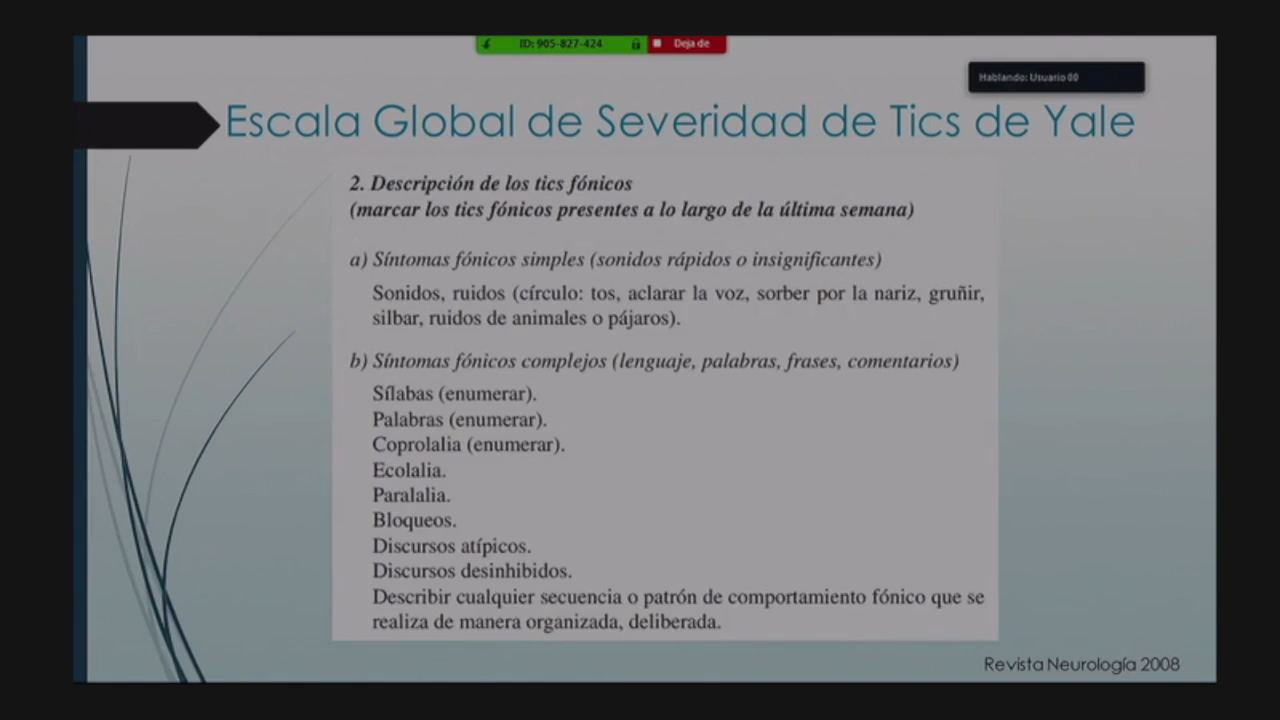 ID: 905-827-424
Deja de
Hablando: Usuario 00
Escala Global de Severidad de Tics de Yale
2. Descripción de los tics fónicos
(marcar los tics fónicos presentes a lo largo de la última semana)
a) Síntomas fónicos simples (sonidos rápidos o insignificantes)
Sonidos, ruidos (círculo: tos, aclarar la voz, sorber por la nariz, gruñir,
silbar, ruidos de animales o pájaros).
b) Síntomas fónicos complejos (lenguaje, palabras, frases, comentarios)
Sílabas (enumerar).
Palabras (enumerar).
Coprolalia (enumerar).
Ecolalia.
Paralalia.
Bloqueos.
Discursos atípicos.
Discursos desinhibidos.
Describir cualquier secuencia o patrón de comportamiento fónico que se
realiza de manera organizada, deliberada.
Revista Neurología 2008